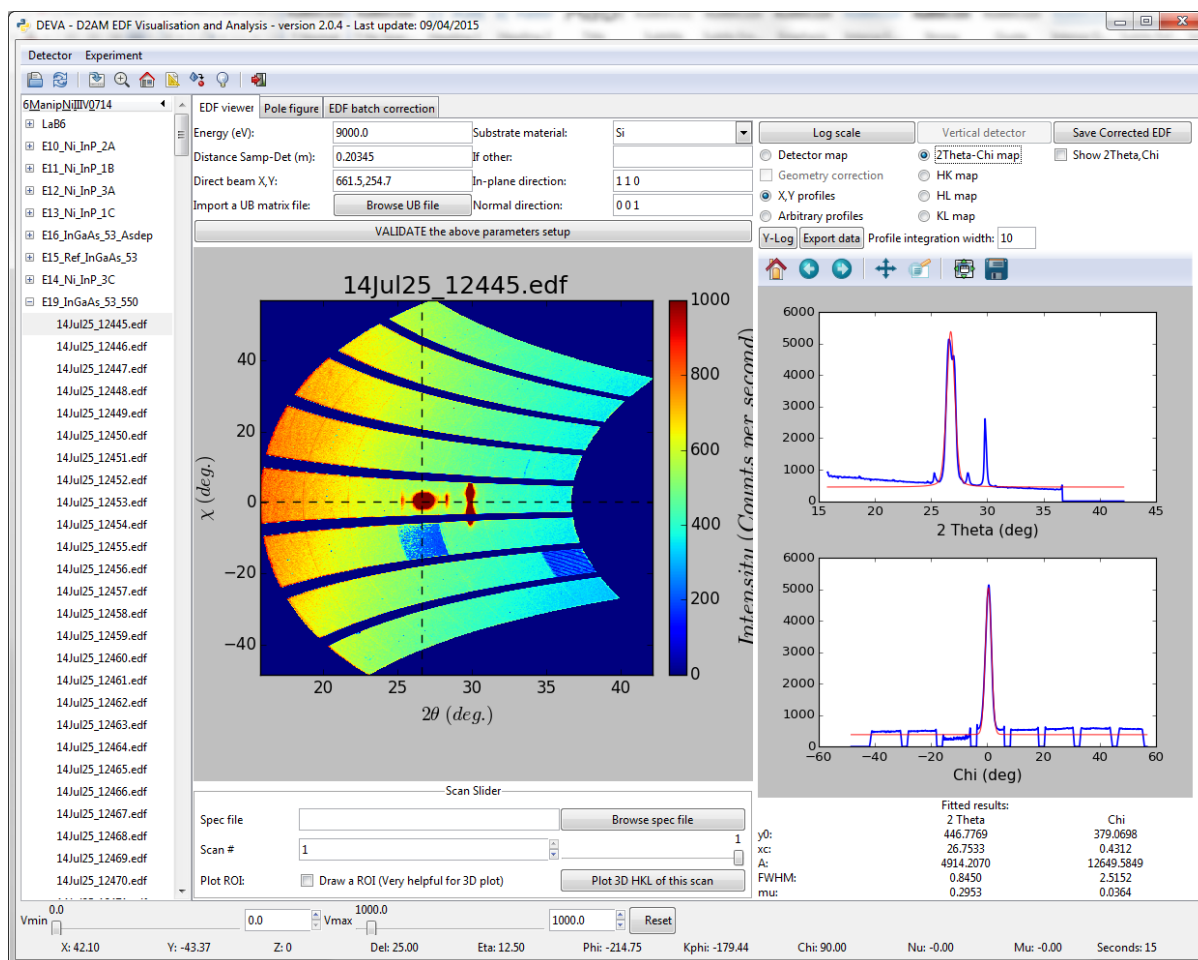 DEVA - D2AM EDF Visualisation and Analysis - version 2.0.4 - Last update: 09/04/2015
Detector Experiment
6ManipNiIIIV0714
LaB6
E10_Ni_InP_2A
E11_Ni_InP_1B
E12_Ni_InP_3A
E13_Ni_InP_1C
E16_InGaAs_53_Asdep
E15_Ref_InGaAs_53
E14_Ni_InP_3C
E19_InGaAs_53_550
14Jul25_12445.edf
14Jul25_12446.edf
14Jul25_12447.edf
14Jul25_12448.edf
14Jul25_12449.edf
14Jul25_12450.edf
14Jul25_12451.edf
14Jul25_12452.edf
14Jul25_12453.edf
14Jul25_12454.edf
14Jul25_12455.edf
14Jul25_12456.edf
14Jul25_12457.edf
14Jul25_12458.edf
14Jul25_12459.edf
14Jul25_12460.edf
14Jul25_12461.edf
14Jul25_12462.edf
14Jul25_12463.edf
14Jul25_12464.edf
14Jul25_12465.edf
14Jul25_12466.edf
14Jul25_12467.edf
14Jul25_12468.edf
14Jul25_12469.edf
14Jul25_12470.edf
EDF viewer Pole figure EDF batch correction
Energy (eV): 9000.0 Substrate material: Si
Distance Samp-Det (m): 0.20345 If other:
Direct beam X,Y: 661.5,254.7 In-plane direction: 1 1 0
Import a UB matrix file: Browse UB file Normal direction: 0 0 1
VALIDATE the above parameters setup
Log scale Vertical detector Save Corrected EDF
Detector map 2Theta-Chi map Show 2Theta,Chi
Geometry correction HK map
X,Y profiles HL map
Arbitrary profiles KL map
Y-Log Export data Profile integration width: 10
14Jul25_12445.edf
40
20
0
−20
−40
χ (deg.)
20 25 30 35 40
2θ (deg.)
1000
800
600
400
200
0
Intensity (Counts per second)
6000
5000
4000
3000
2000
1000
0
15 20 25 30 35 40 45
2 Theta (deg)
6000
5000
4000
3000
2000
1000
0
−60 −40 −20 0 20 40 60
Chi (deg)
Scan Slider
Spec file Browse spec file
Scan # 1 1
Plot ROI: Draw a ROI (Very helpful for 3D plot) Plot 3D HKL of this scan
Fitted results:
2 Theta Chi
y0: 446.7769 379.0698
xc: 26.7533 0.4312
A: 4914.2070 12649.5849
FWHM: 0.8450 2.5152
mu: 0.2953 0.0364
Vmin 0.0 0.0 Vmax 1000.0 1000.0 Reset
X: 42.10 Y: -43.37 Z: 0 Del: 25.00 Eta: 12.50 Phi: -214.75 Kphi: -179.44 Chi: 90.00 Nu: -0.00 Mu: -0.00 Seconds: 15